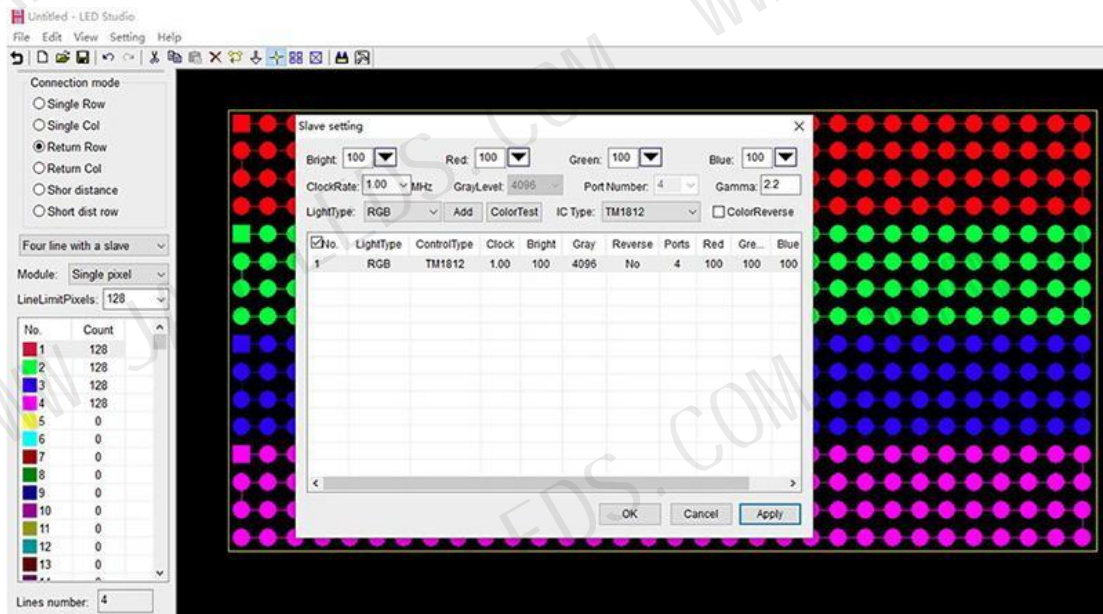 Untitled - LED Studio
File Edit View Setting Help
Connection mode
Single Row
Single Col
Return Row
Return Col
Shor distance
Short dist row
Four line with a slave
Module: Single pixel
LineLimitPixels: 128
No. Count
1 128
2 128
3 128
4 128
5 0
6 0
7 0
8 0
9 0
10 0
11 0
12 0
13 0
Lines number: 4
Slave setting
Bright: 100 Red: 100 Green: 100 Blue: 100
ClockRate: 1.00 MHz GrayLevel: 4096 Port Number: 4 Gamma: 2.2
LightType: RGB Add ColorTest IC Type: TM1812 ColorReverse
No. LightType ControlType Clock Bright Gray Reverse Ports Red Gre... Blue
1 RGB TM1812 1.00 100 4096 No 4 100 100 100
OK Cancel Apply